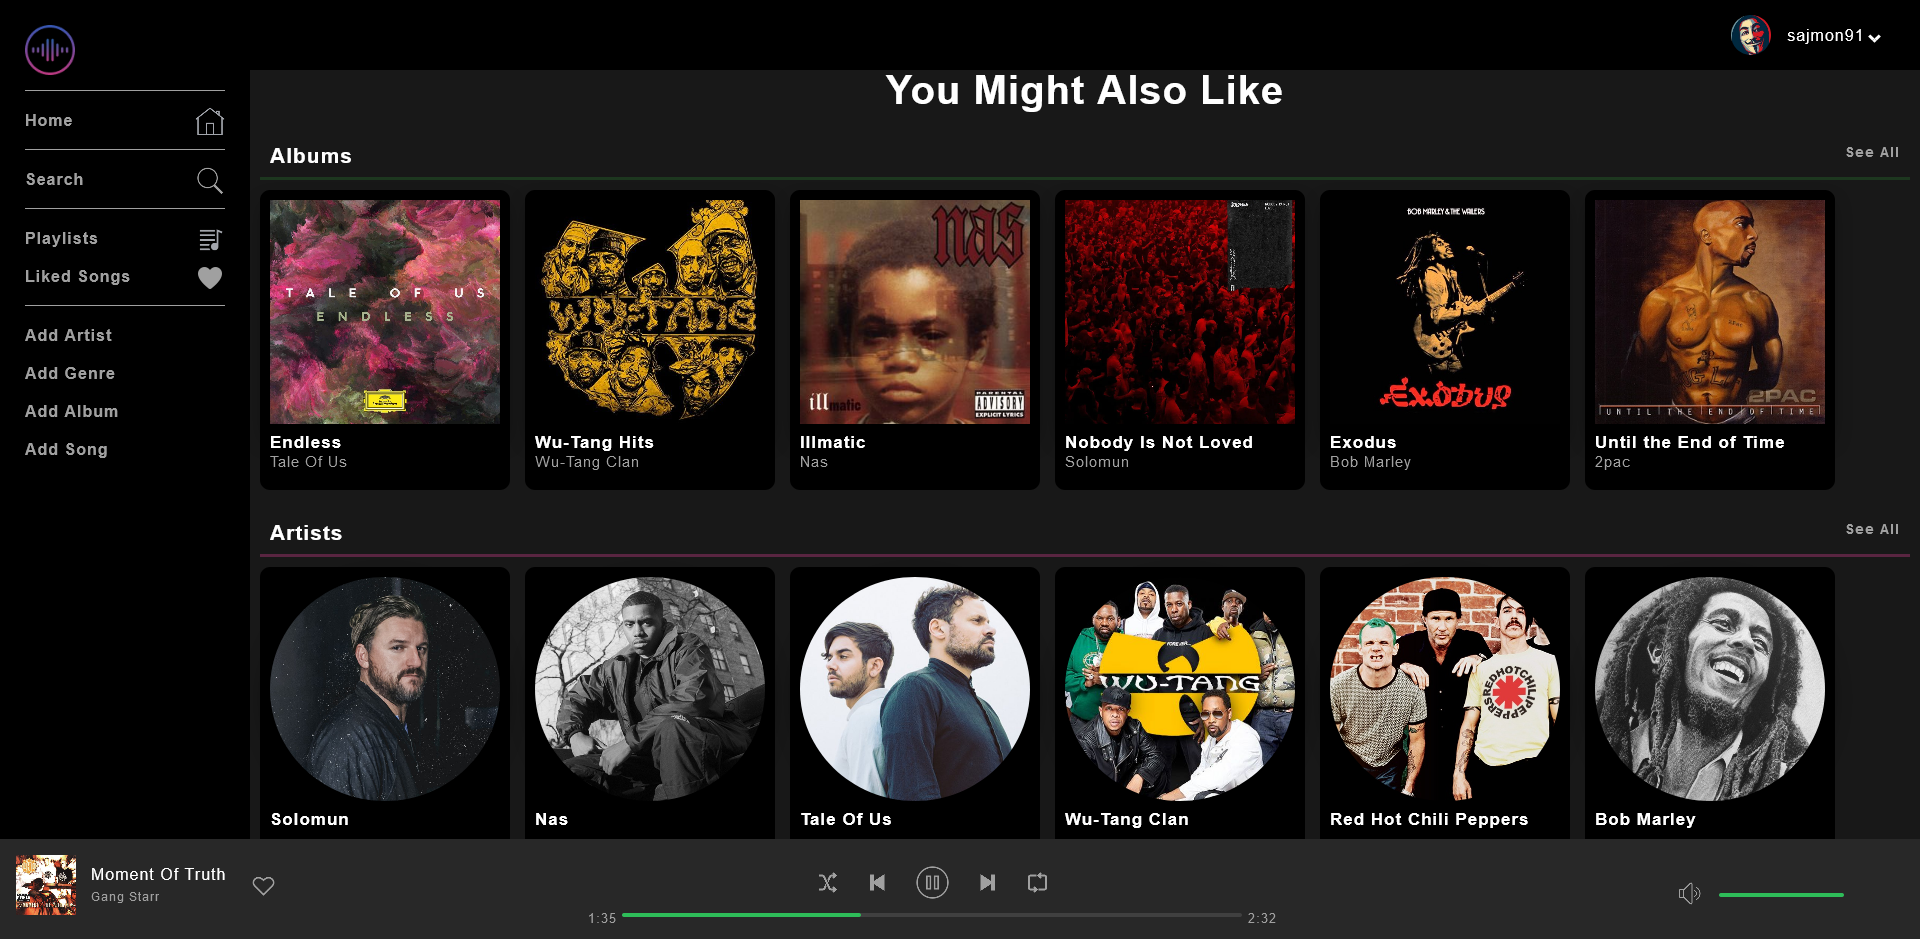 sajmon91
Home
Search
Playlists
Liked Songs
Add Artist
Add Genre
Add Album
Add Song
You Might Also Like
Albums
See All
TALE OF US
ENDLESS
Endless
Tale Of Us
WU-TANG
Wu-Tang Hits
Wu-Tang Clan
nas
illmatic
PARENTAL
ADVISORY
EXPLICIT LYRICS
Illmatic
Nas
Nobody Is Not Loved
Solomun
BOB MARLEY & THE WAILERS
EXODUS
Exodus
Bob Marley
2PAC
UNTIL THE END OF TIME
Until the End of Time
2pac
Artists
See All
Solomun
Nas
Tale Of Us
WU-TANG
Wu-Tang Clan
RED HOT CHILI PEPPERS
Red Hot Chili Peppers
Bob Marley
Moment Of Truth
Gang Starr
1:35
2:32